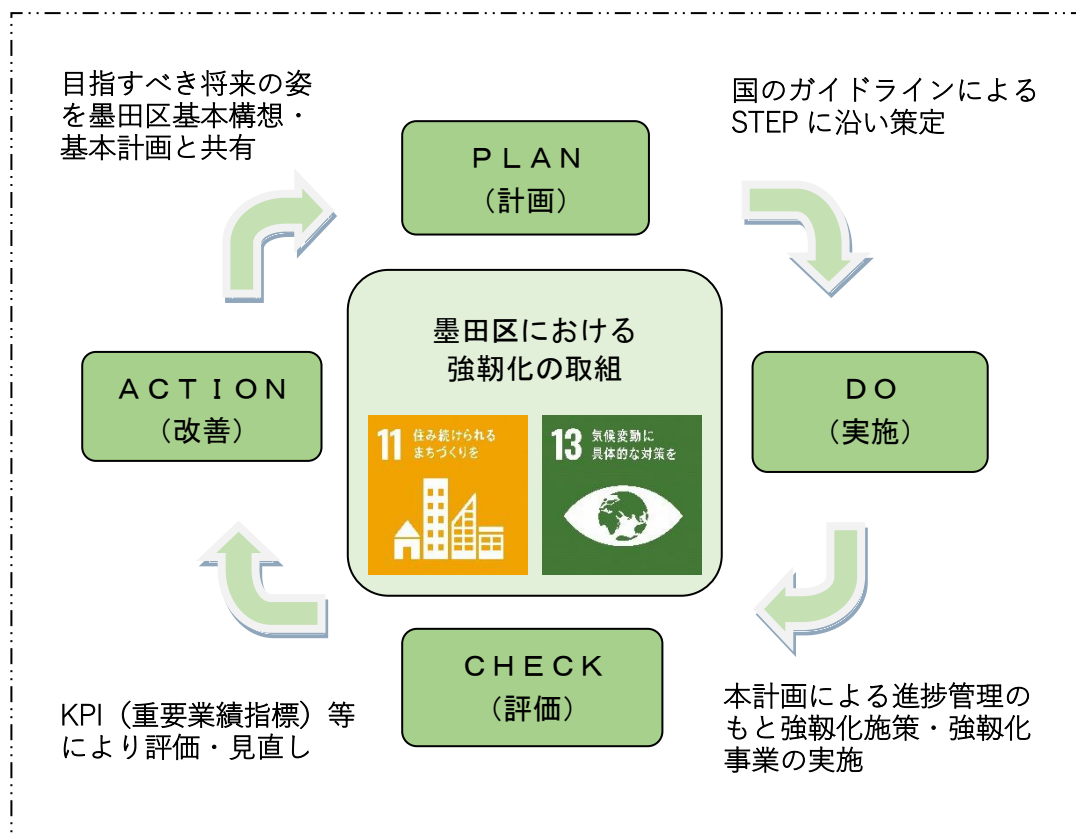 目指すべき将来の姿
を墨田区基本構想・
基本計画と共有
国のガイドラインによる
STEP に沿い策定
ＰＬＡＮ
（計画）
墨田区における
強靭化の取組
ＡＣＴＩＯＮ
（改善）
ＤＯ
（実施）
11 住み続けられる
まちづくりを
13 気候変動に
具体的な対策を
ＣＨＥＣＫ
（評価）
KPI（重要業績指標）等
により評価・見直し
本計画による進捗管理の
もと強靱化施策・強靱化
事業の実施